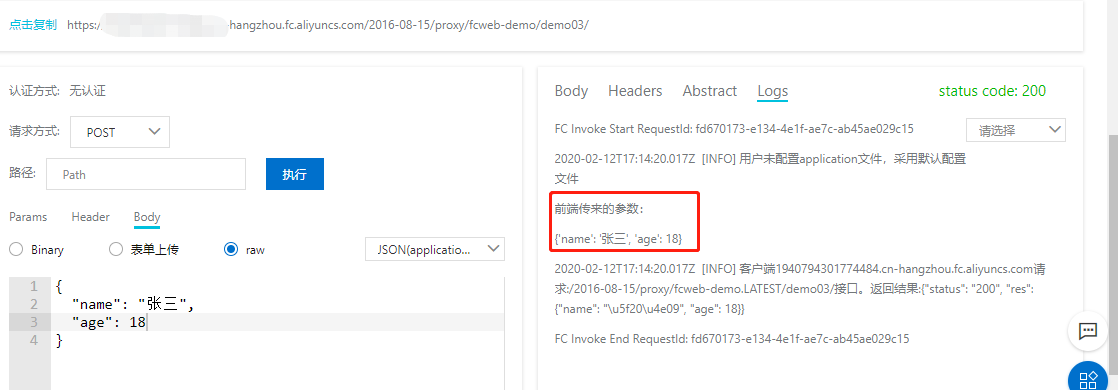 点击复制 https: -hangzhou.fc.aliyuncs.com/2016-08-15/proxy/fcweb-demo/demo03/
认证方式: 无认证
请求方式: POST
路径: Path 执行
Params Header Body
Binary 表单上传 raw JSON(applicatio...
1 {
2 "name": "张三",
3 "age": 18
4 }
Body Headers Abstract Logs status code: 200
FC Invoke Start RequestId: fd670173-e134-4e1f-ae7c-ab45ae029c15 请选择
2020-02-12T17:14:20.017Z [INFO] 用户未配置application文件，采用默认配置
文件
前端传来的参数：
{'name': '张三', 'age': 18}
2020-02-12T17:14:20.017Z [INFO] 客户端1940794301774484.cn-hangzhou.fc.aliyuncs.com请
求:/2016-08-15/proxy/fcweb-demo.LATEST/demo03/接口。返回结果:{"status": "200", "res":
{"name": "\u5f20\u4e09", "age": 18}}
FC Invoke End RequestId: fd670173-e134-4e1f-ae7c-ab45ae029c15